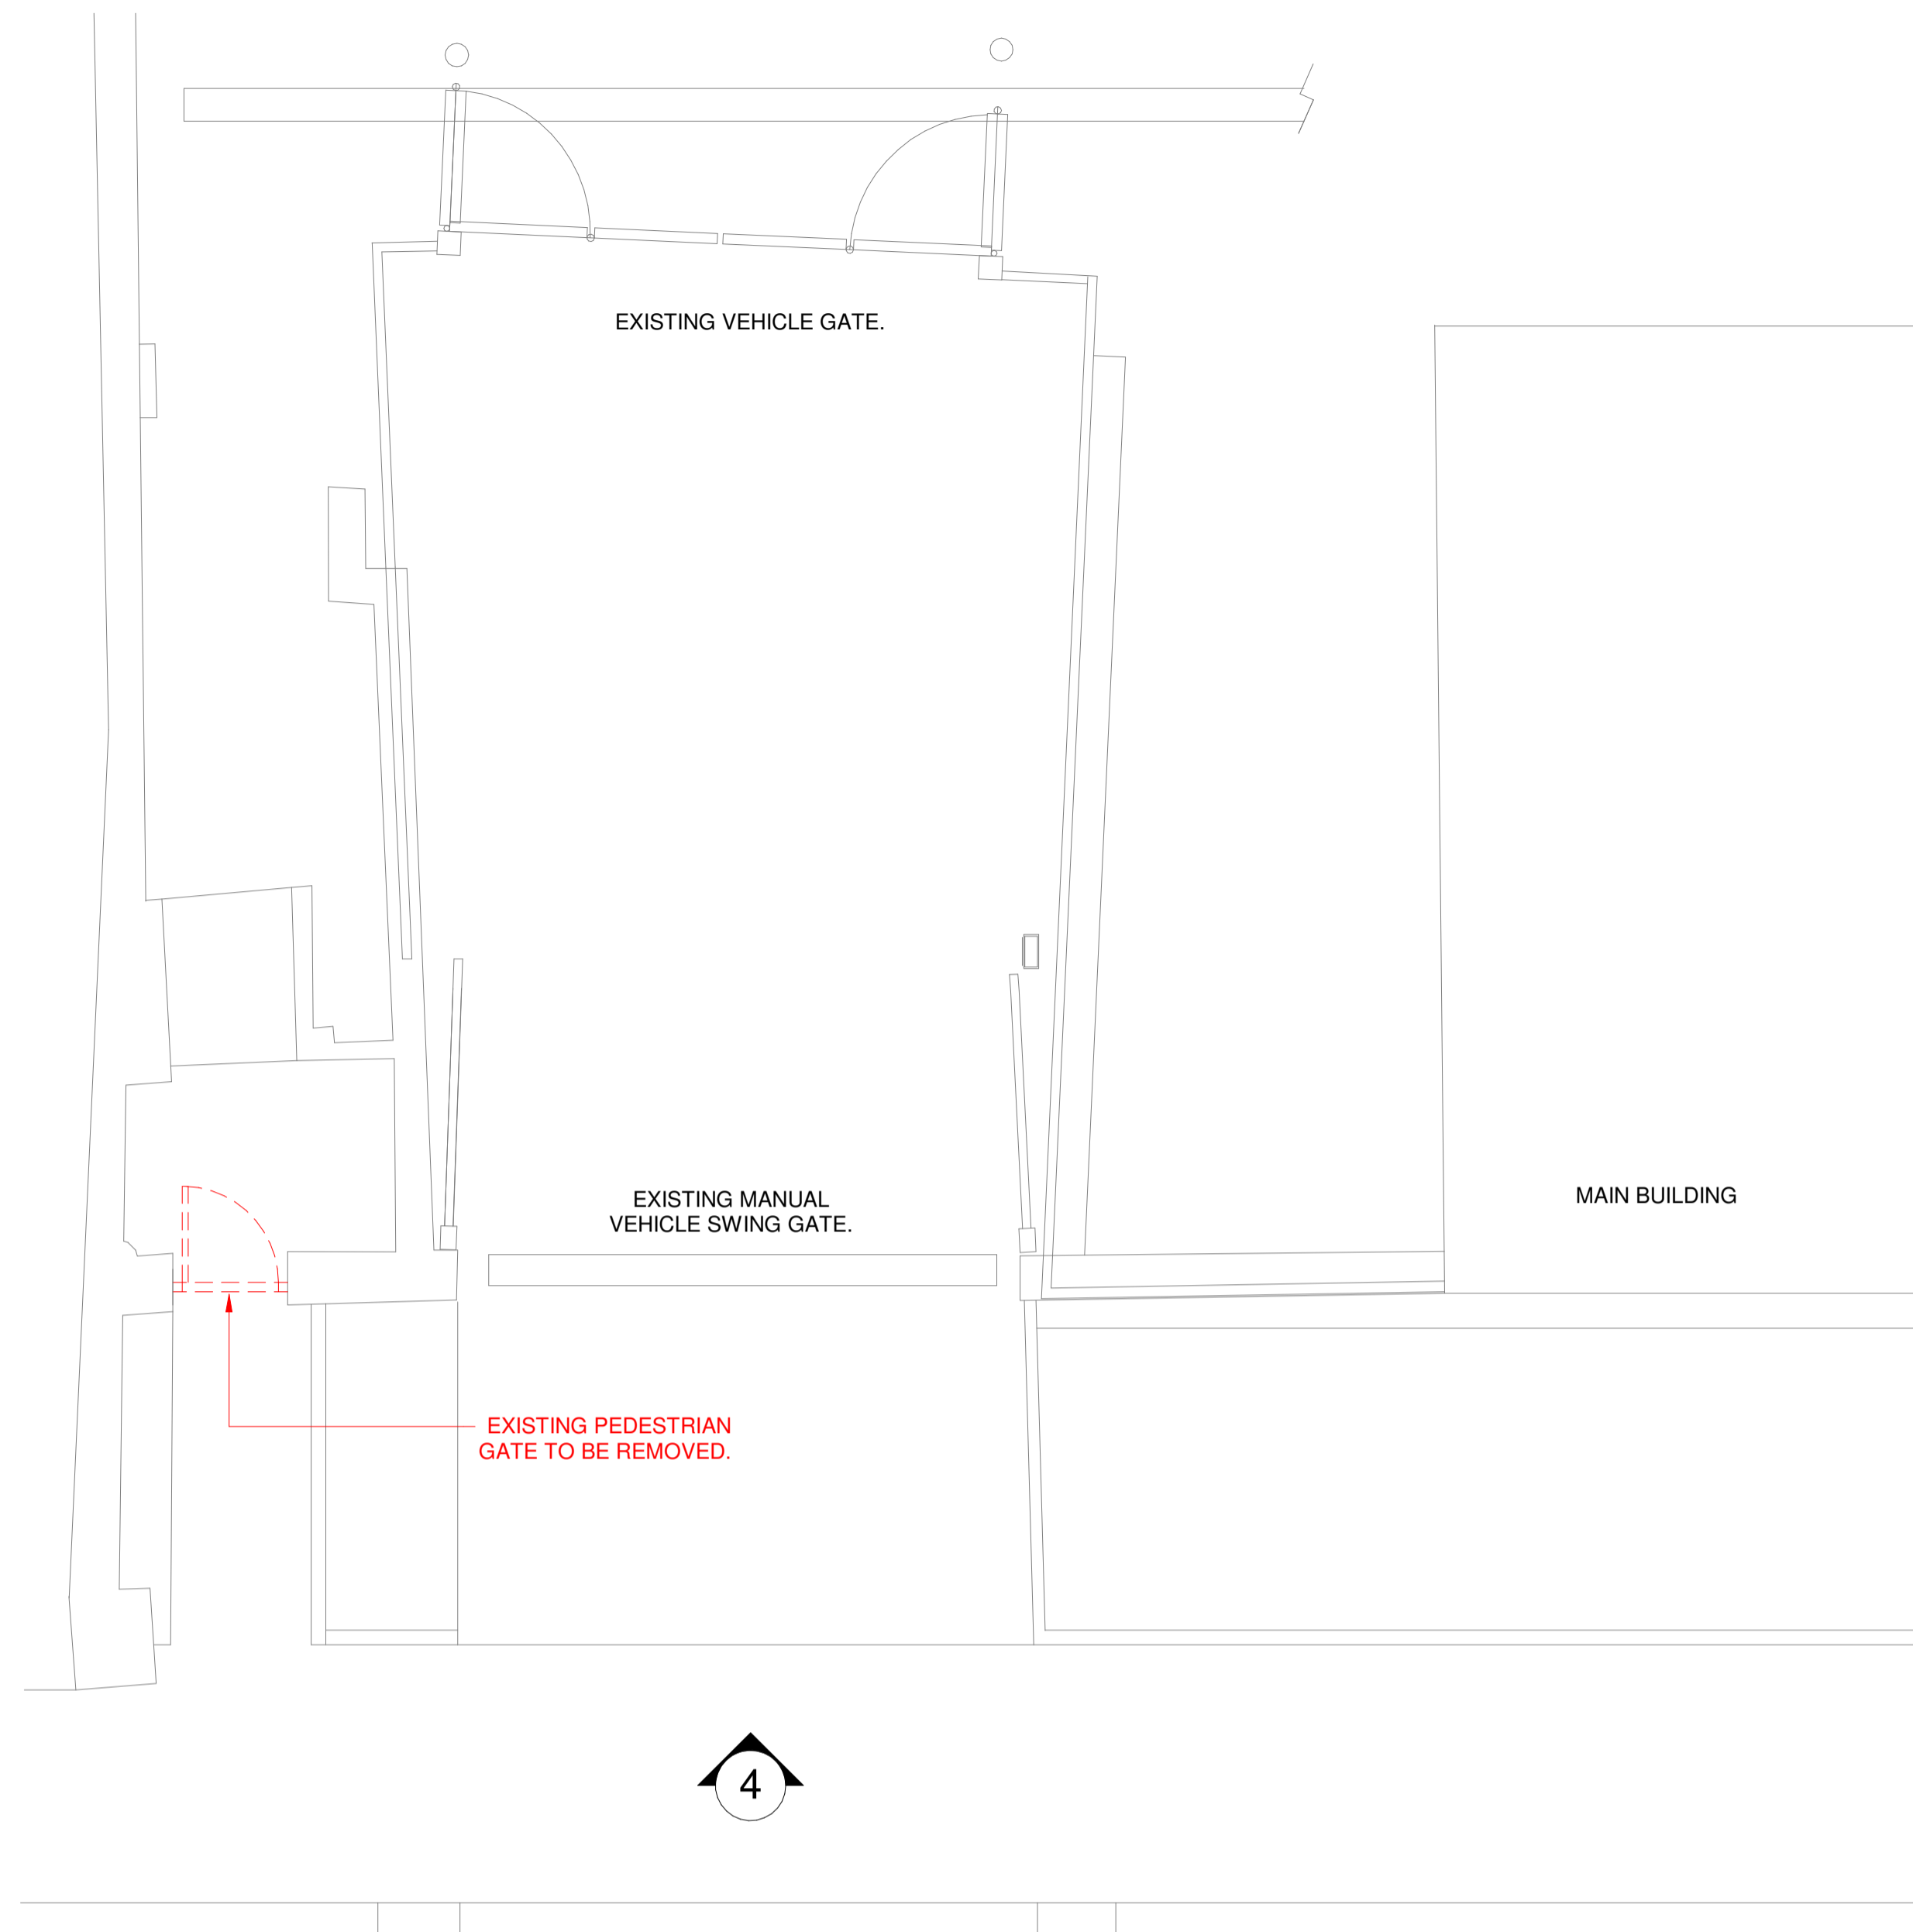 EXISTING VEHICLE GATE.
EXISTING MANUAL
VEHICLE SWING GATE.
MAIN BUILDING
EXISTING PEDESTRIAN
GATE TO BE REMOVED.
4